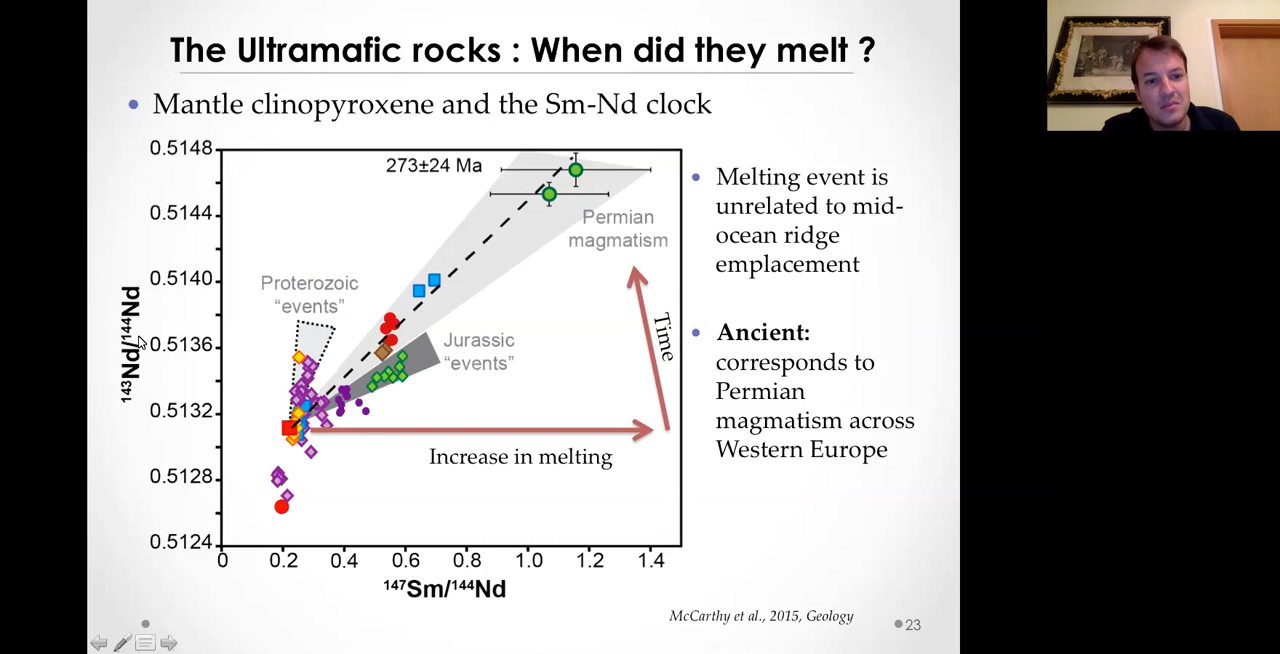 The Ultramafic rocks : When did they melt ?
• Mantle clinopyroxene and the Sm-Nd clock
0.5148
0.5144
0.5140
0.5136
0.5132
0.5128
0.5124
¹⁴³Nd/¹⁴⁴Nd
273±24 Ma
Permian
magmatism
Proterozoic
“events”
Jurassic
“events”
Time
Increase in melting
0 0.2 0.4 0.6 0.8 1.0 1.2 1.4
¹⁴⁷Sm/¹⁴⁴Nd
• Melting event is
unrelated to mid-
ocean ridge
emplacement
• Ancient:
corresponds to
Permian
magmatism across
Western Europe
McCarthy et al., 2015, Geology
23